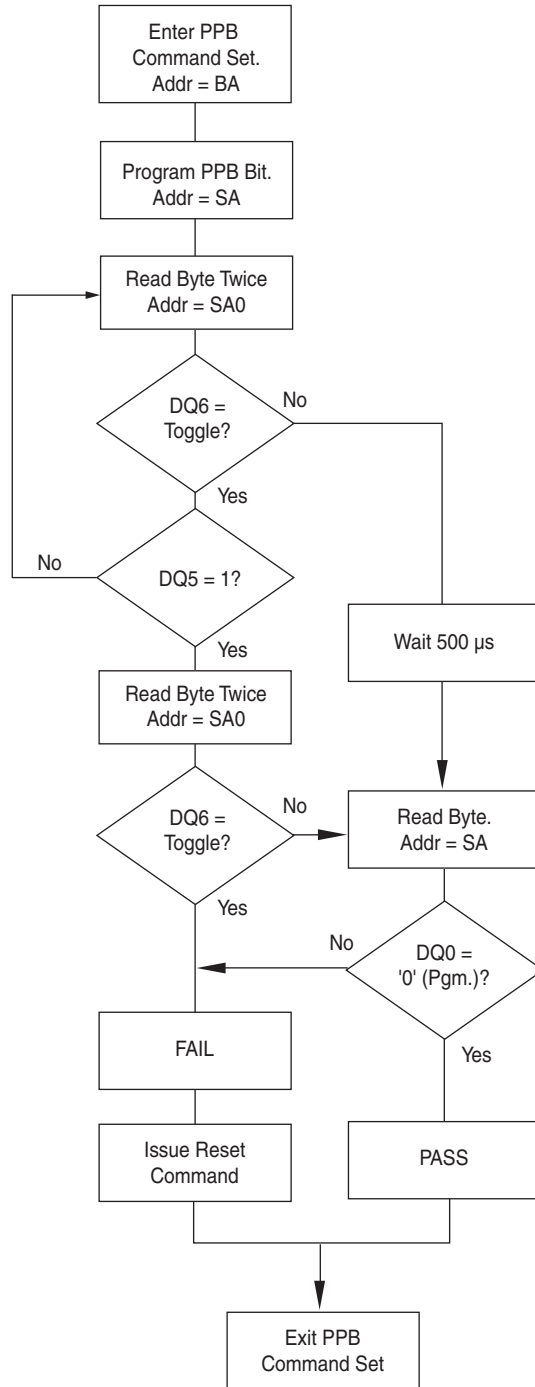 Enter PPB
Command Set.
Addr = BA
Program PPB Bit.
Addr = SA
Read Byte Twice
Addr = SA0
DQ6 =
Toggle?
No
Yes
DQ5 = 1?
No
Yes
Wait 500 µs
Read Byte Twice
Addr = SA0
DQ6 =
Toggle?
No
Yes
Read Byte.
Addr = SA
DQ0 =
'0' (Pgm.)?
No
Yes
FAIL
Issue Reset
Command
PASS
Exit PPB
Command Set